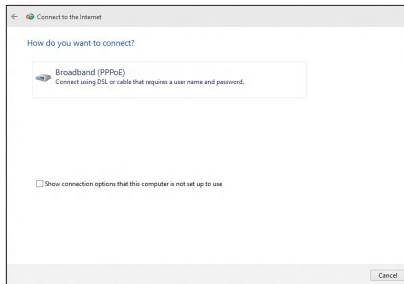 Connect to the Internet
How do you want to connect?
Broadband (PPPoE)
Connect using DSL or cable that requires a user name and password.
Show connection options that this computer is not set up to use
Cancel